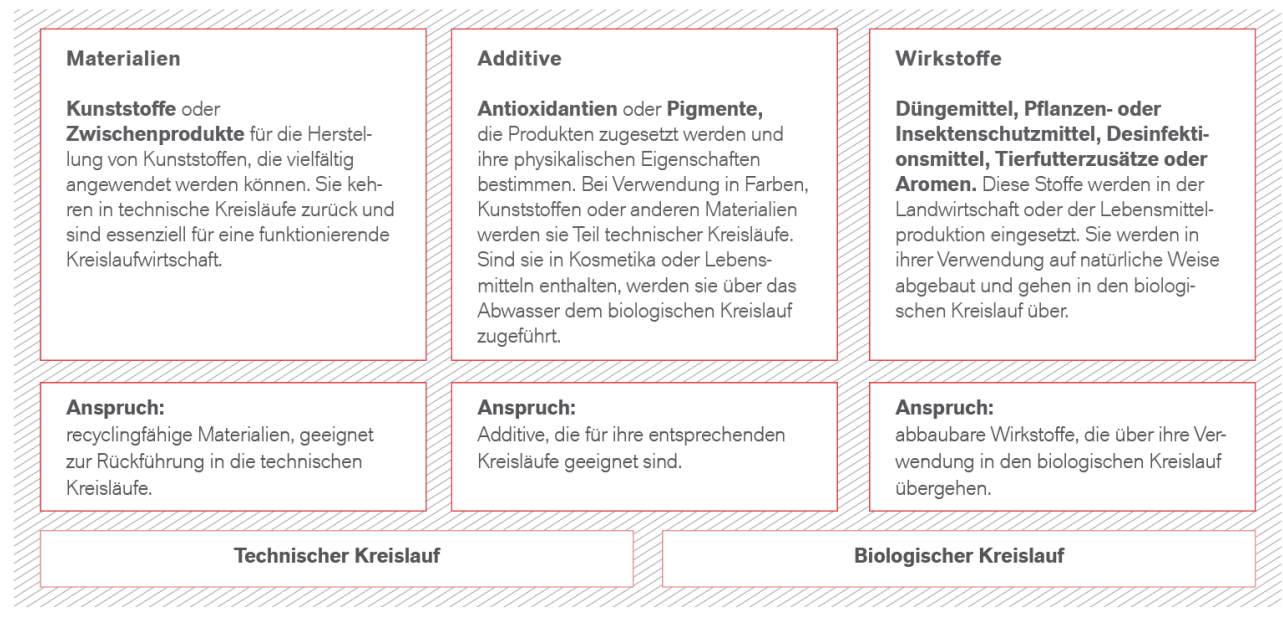 Materialien
Kunststoffe oder
Zwischenprodukte für die Herstel-
lung von Kunststoffen, die vielfältig
angewendet werden können. Sie keh-
ren in technische Kreisläufe zurück und
sind essenziell für eine funktionierende
Kreislaufwirtschaft.
Additive
Antioxidantien oder Pigmente,
die Produkten zugesetzt werden und
ihre physikalischen Eigenschaften
bestimmen. Bei Verwendung in Farben,
Kunststoffen oder anderen Materialien
werden sie Teil technischer Kreisläufe.
Sind sie in Kosmetika oder Lebens-
mitteln enthalten, werden sie über das
Abwasser dem biologischen Kreislauf
zugeführt.
Wirkstoffe
Düngemittel, Pflanzen- oder
Insektenschutzmittel, Desinfekti-
onsmittel, Tierfutterzusätze oder
Aromen. Diese Stoffe werden in der
Landwirtschaft oder der Lebensmittel-
produktion eingesetzt. Sie werden in
ihrer Verwendung auf natürliche Weise
abgebaut und gehen in den biologi-
schen Kreislauf über.
Anspruch:
recyclingfähige Materialien, geeignet
zur Rückführung in die technischen
Kreisläufe.
Anspruch:
Additive, die für ihre entsprechenden
Kreisläufe geeignet sind.
Anspruch:
abbaubare Wirkstoffe, die über ihre Ver-
wendung in den biologischen Kreislauf
übergehen.
Technischer Kreislauf
Biologischer Kreislauf